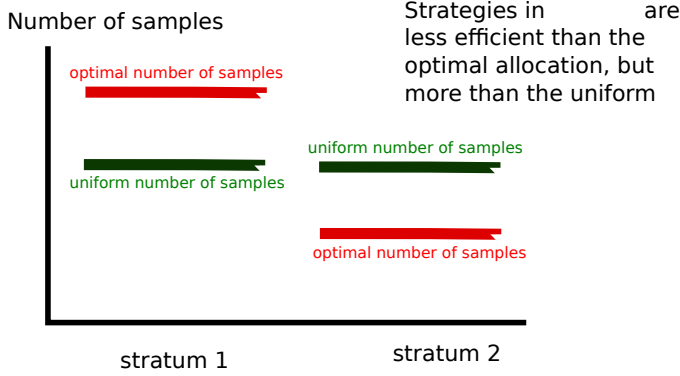 Number of samples
Strategies in are
less efficient than the
optimal allocation, but
more than the uniform
optimal number of samples
uniform number of samples
uniform number of samples
optimal number of samples
stratum 1
stratum 2